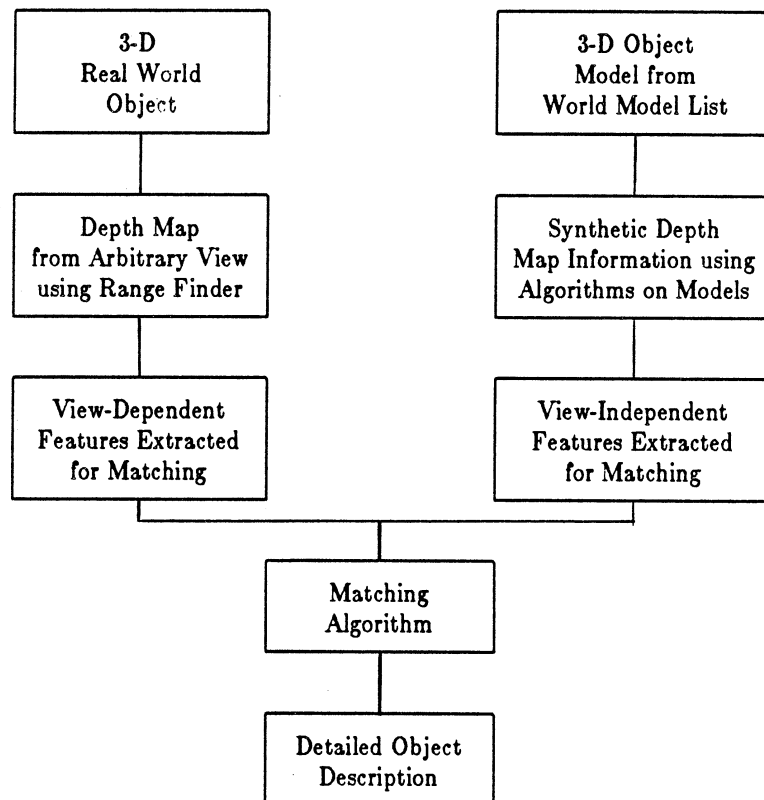 3-D
Real World
Object
3-D Object
Model from
World Model List
Depth Map
from Arbitrary View
using Range Finder
Synthetic Depth
Map Information using
Algorithms on Models
View-Dependent
Features Extracted
for Matching
View-Independent
Features Extracted
for Matching
Matching
Algorithm
Detailed Object
Description